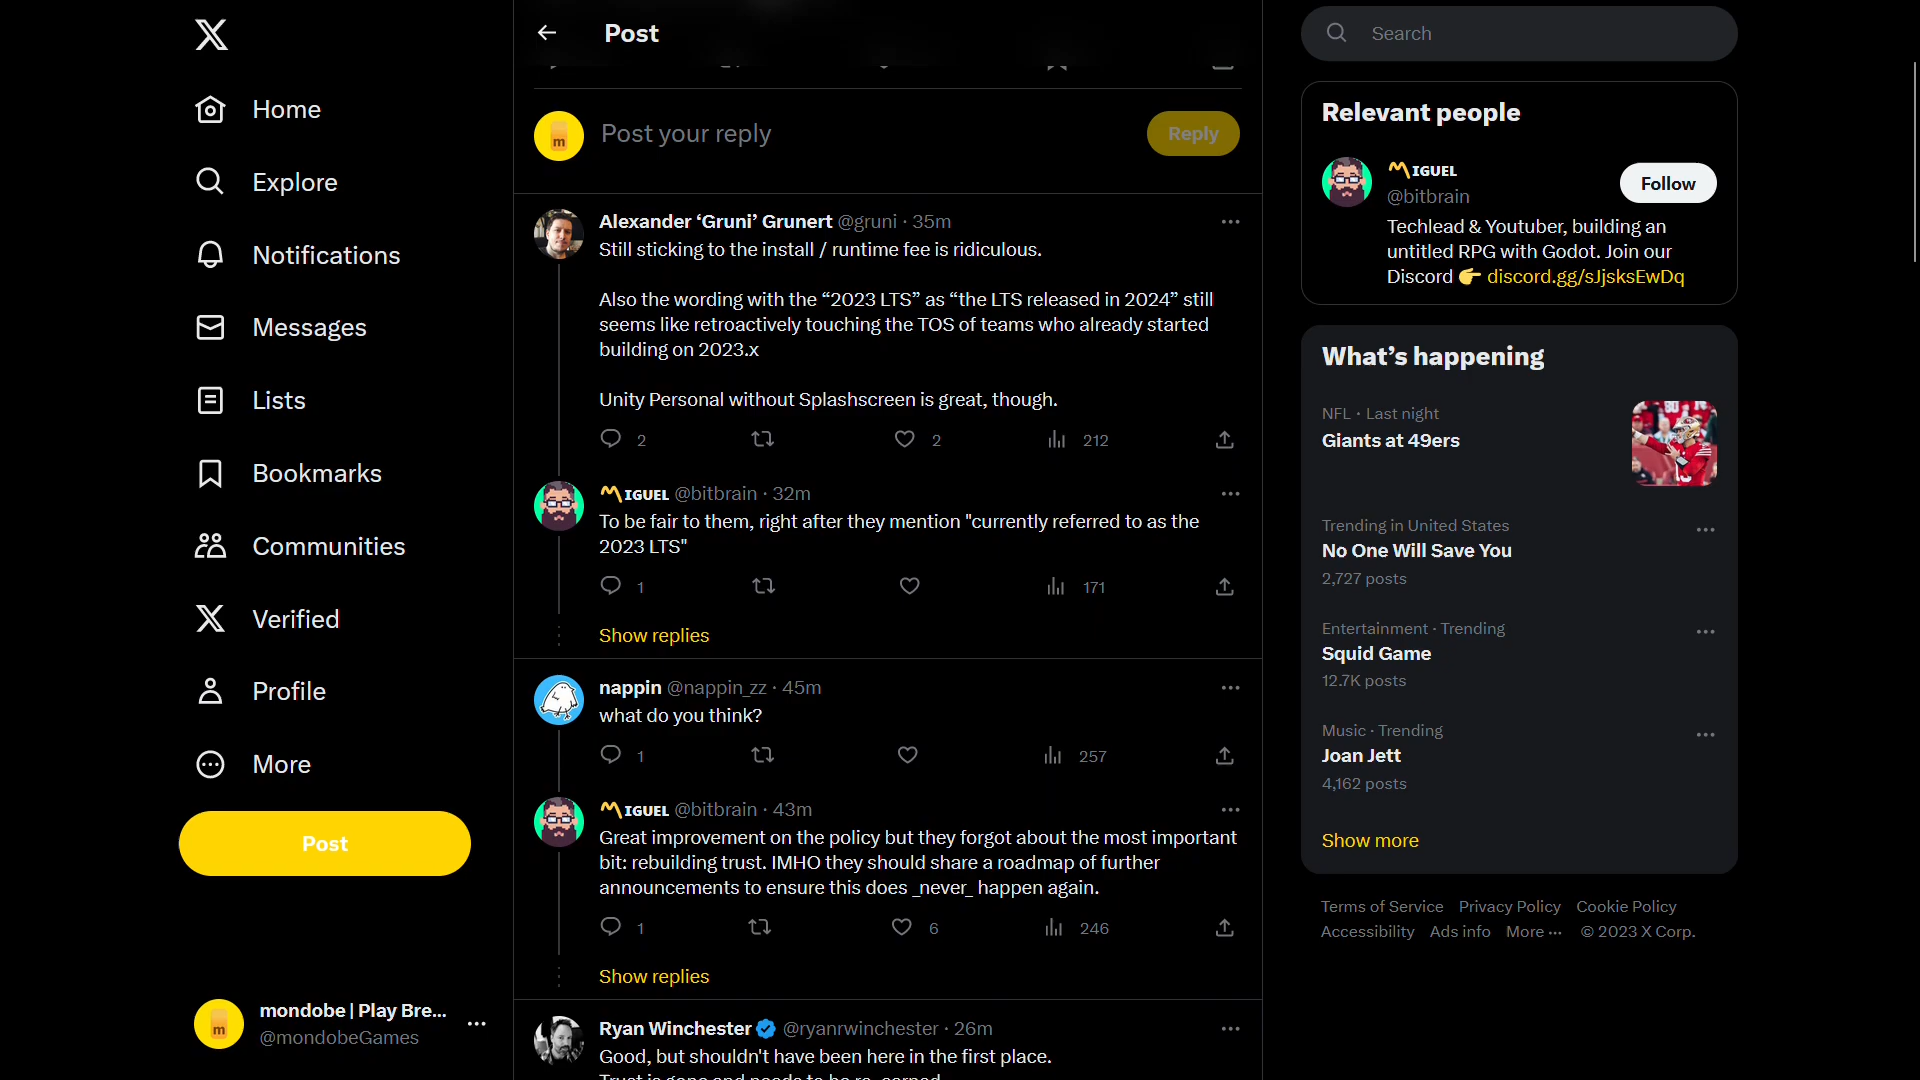 Home
Explore
Notifications
Messages
Lists
Bookmarks
Communities
Verified
Profile
More
Post
mondobe | Play Bre...
@mondobeGames
Post
Post your reply
Reply
Alexander ‘Gruni’ Grunert @gruni · 35m
Still sticking to the install / runtime fee is ridiculous.
Also the wording with the “2023 LTS” as “the LTS released in 2024” still
seems like retroactively touching the TOS of teams who already started
building on 2023.x
Unity Personal without Splashscreen is great, though.
2 2 212
MIGUEL @bitbrain · 32m
To be fair to them, right after they mention "currently referred to as the
2023 LTS"
1 171
Show replies
nappin @nappin_zz · 45m
what do you think?
1 257
MIGUEL @bitbrain · 43m
Great improvement on the policy but they forgot about the most important
bit: rebuilding trust. IMHO they should share a roadmap of further
announcements to ensure this does _never_ happen again.
1 6 246
Show replies
Ryan Winchester @ryanrwinchester · 26m
Good, but shouldn't have been here in the first place.
Trust is gone and needs to be re-earned
Search
Relevant people
MIGUEL
@bitbrain
Follow
Techlead & Youtuber, building an
untitled RPG with Godot. Join our
Discord 👉 discord.gg/sJjsksEwDq
What’s happening
NFL · Last night
Giants at 49ers
Trending in United States
No One Will Save You
2,727 posts
Entertainment · Trending
Squid Game
12.7K posts
Music · Trending
Joan Jett
4,162 posts
Show more
Terms of Service Privacy Policy Cookie Policy
Accessibility Ads info More ··· © 2023 X Corp.